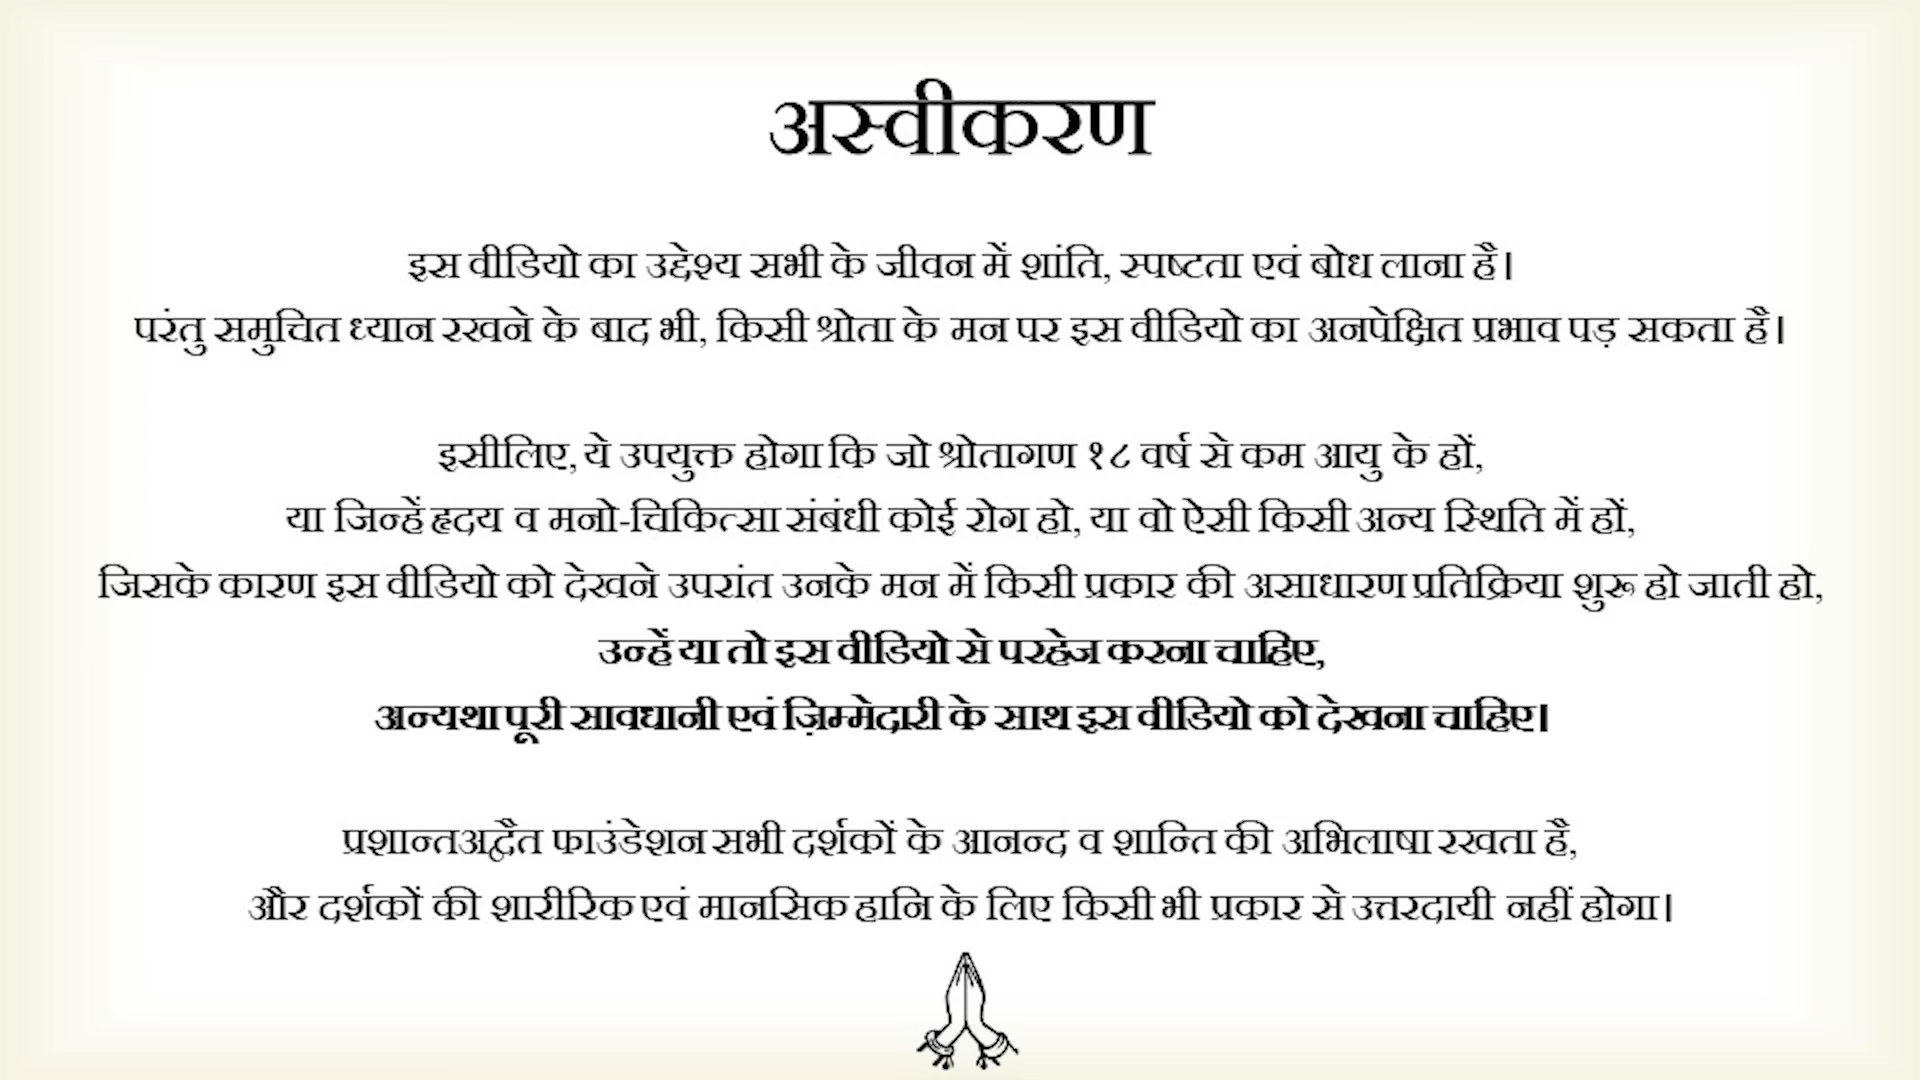 अस्वीकरण
इस वीडियो का उद्देश्य सभी के जीवन में शांति, स्पष्टता एवं बोध लाना है।
परंतु समुचित ध्यान रखने के बाद भी, किसी श्रोता के मन पर इस वीडियो का अनपेक्षित प्रभाव पड़ सकता है।
इसीलिए, ये उपयुक्त होगा कि जो श्रोतागण १८ वर्ष से कम आयु के हों,
या जिन्हें हृदय व मनो-चिकित्सा संबंधी कोई रोग हो, या वो ऐसी किसी अन्य स्थिति में हों,
जिसके कारण इस वीडियो को देखने उपरांत उनके मन में किसी प्रकार की असाधारण प्रतिक्रिया शुरू हो जाती हो,
उन्हें या तो इस वीडियो से परहेज करना चाहिए,
अन्यथा पूरी सावधानी एवं ज़िम्मेदारी के साथ इस वीडियो को देखना चाहिए।
प्रशान्तअद्वैत फाउंडेशन सभी दर्शकों के आनन्द व शान्ति की अभिलाषा रखता है,
और दर्शकों की शारीरिक एवं मानसिक हानि के लिए किसी भी प्रकार से उत्तरदायी नहीं होगा।